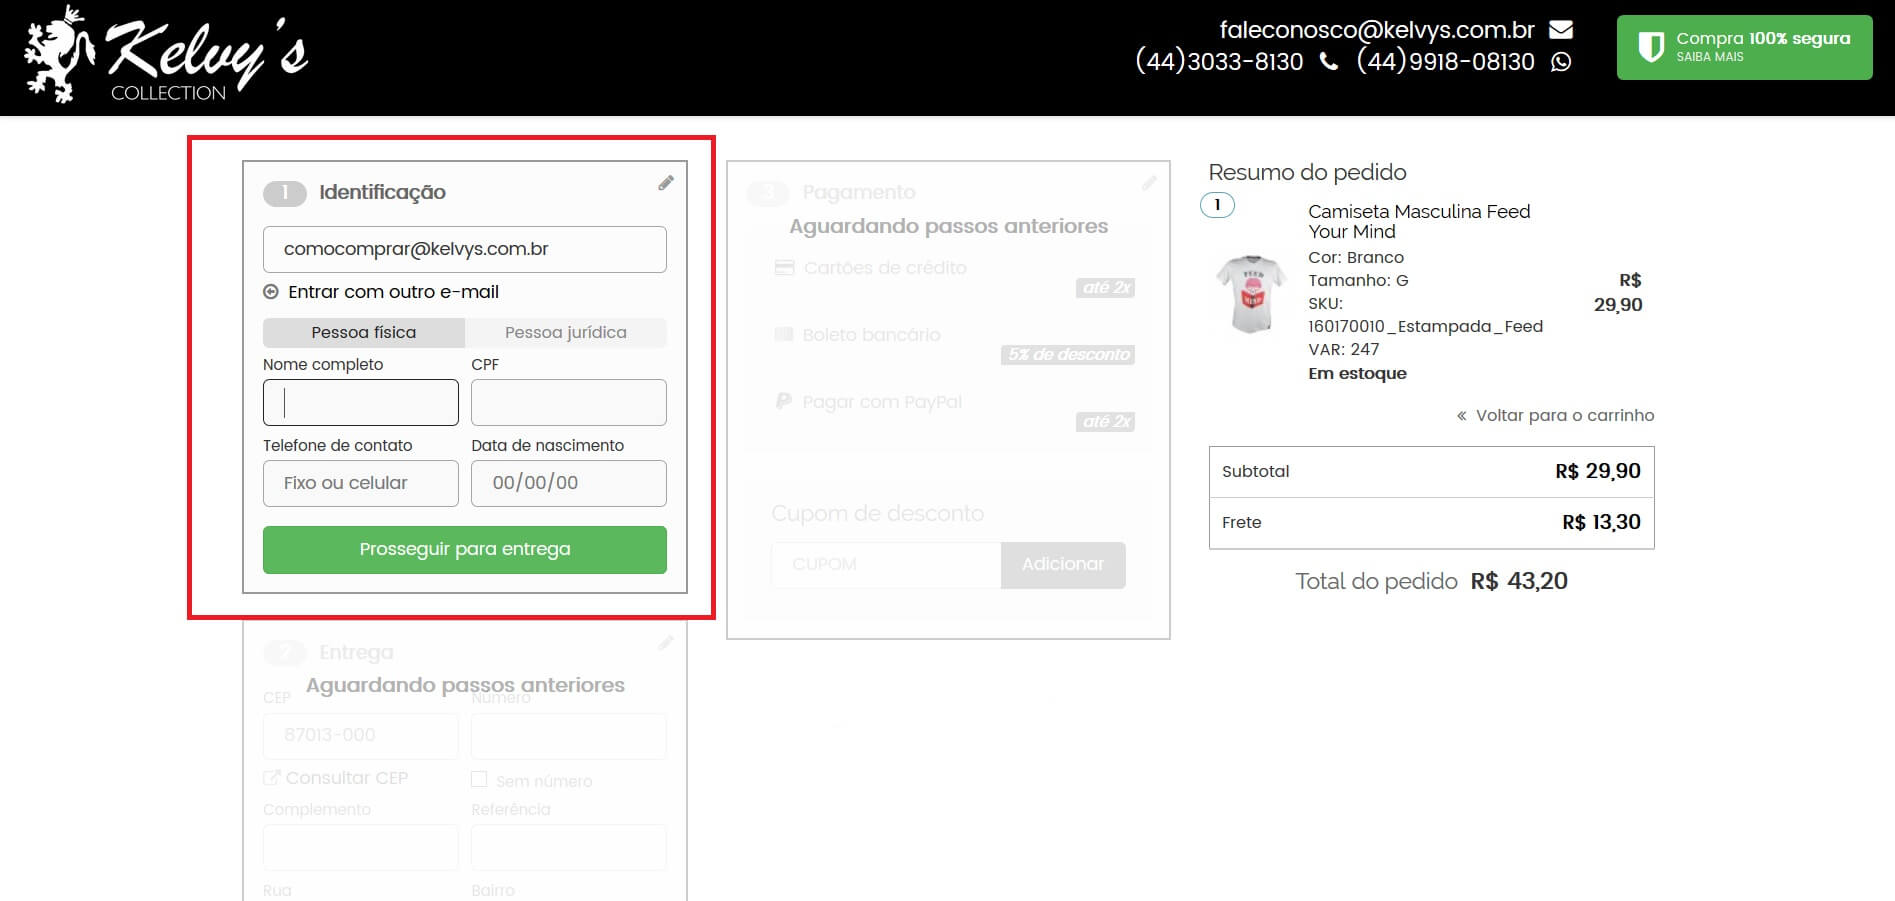 Kelvy's
COLLECTION
faleconosco@kelvys.com.br
(44)3033-8130 (44)9918-08130
Compra 100% segura
SAIBA MAIS
1 Identificação
comocomprar@kelvys.com.br
Entrar com outro e-mail
Pessoa física Pessoa jurídica
Nome completo CPF
Telefone de contato Data de nascimento
Fixo ou celular 00/00/00
Prosseguir para entrega
2 Entrega
Aguardando passos anteriores
CEP Número
87013-000
Consultar CEP Sem número
Complemento Referência
Rua Bairro
3 Pagamento
Aguardando passos anteriores
Cartões de crédito
até 2x
Boleto bancário
5% de desconto
Pagar com PayPal
até 2x
Cupom de desconto
CUPOM Adicionar
Resumo do pedido
1
FEED
MIND
Camiseta Masculina Feed
Your Mind
Cor: Branco
Tamanho: G
SKU:
160170010_Estampada_Feed
VAR: 247
Em estoque
R$
29,90
« Voltar para o carrinho
Subtotal R$ 29,90
Frete R$ 13,30
Total do pedido R$ 43,20